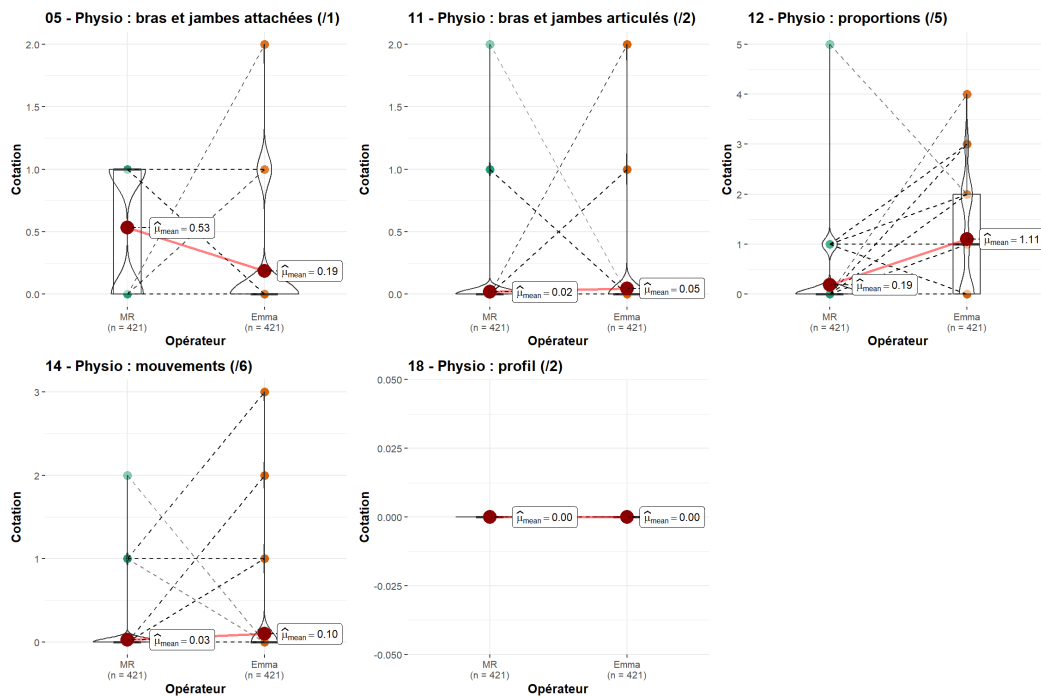 05 - Physio : bras et jambes attachées (/1)
Cotation
2.0
1.5
1.0
0.5
0.0
μ̂mean = 0.53
μ̂mean = 0.19
MR
(n = 421)
Emma
(n = 421)
Opérateur
11 - Physio : bras et jambes articulés (/2)
Cotation
2.0
1.5
1.0
0.5
0.0
μ̂mean = 0.02
μ̂mean = 0.05
MR
(n = 421)
Emma
(n = 421)
Opérateur
12 - Physio : proportions (/5)
Cotation
5
4
3
2
1
0
μ̂mean = 0.19
μ̂mean = 1.11
MR
(n = 421)
Emma
(n = 421)
Opérateur
14 - Physio : mouvements (/6)
Cotation
3
2
1
0
μ̂mean = 0.03
μ̂mean = 0.10
MR
(n = 421)
Emma
(n = 421)
Opérateur
18 - Physio : profil (/2)
Cotation
0.050
0.025
0.000
-0.025
-0.050
μ̂mean = 0.00
μ̂mean = 0.00
MR
(n = 421)
Emma
(n = 421)
Opérateur